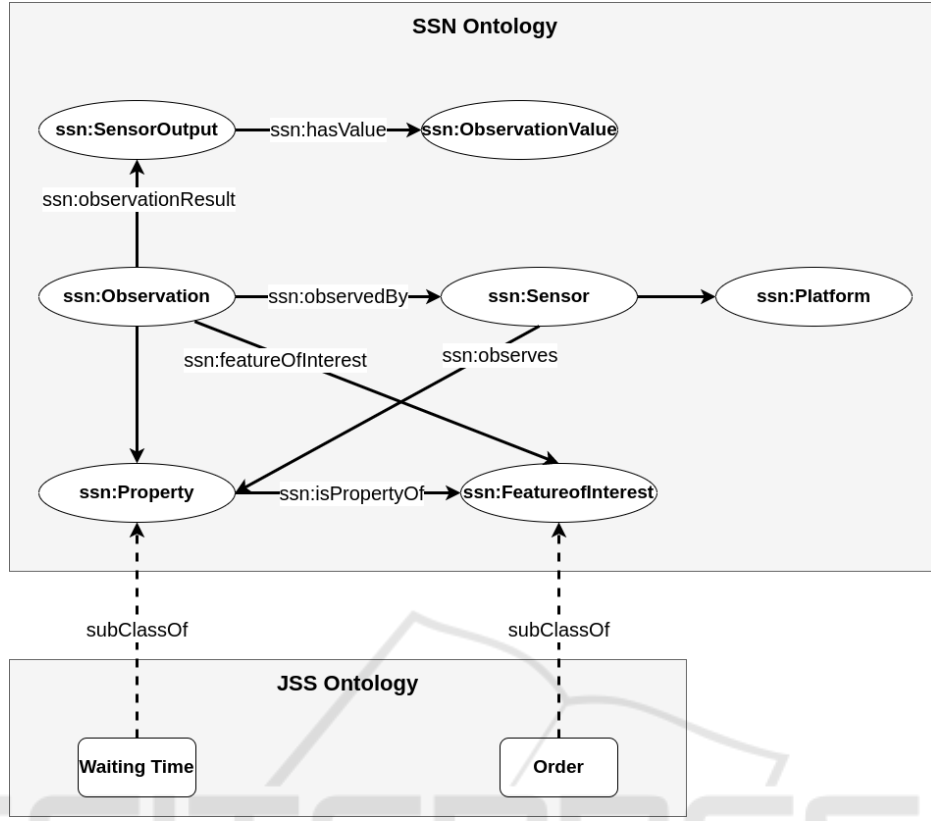 SSN Ontology
ssn:SensorOutput
ssn:hasValue
ssn:ObservationValue
ssn:observationResult
ssn:Observation
ssn:observedBy
ssn:Sensor
ssn:Platform
ssn:featureOfInterest
ssn:observes
ssn:Property
ssn:isPropertyOf
ssn:FeatureofInterest
subClassOf
subClassOf
JSS Ontology
Waiting Time
Order